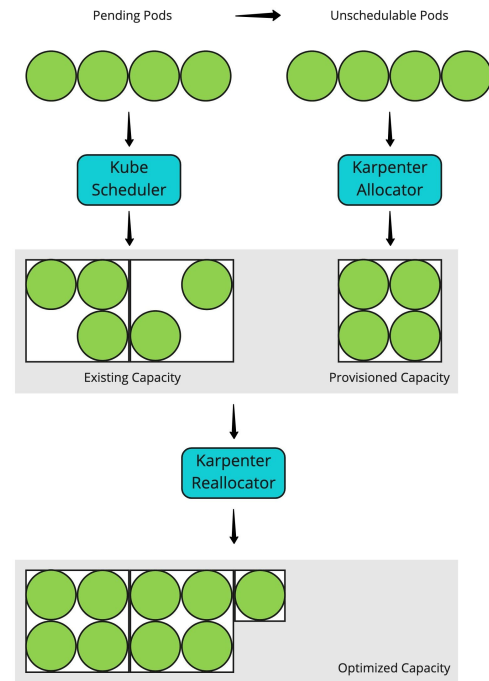 Pending Pods
Unschedulable Pods
Kube
Scheduler
Karpenter
Allocator
Existing Capacity
Provisioned Capacity
Karpenter
Reallocator
Optimized Capacity